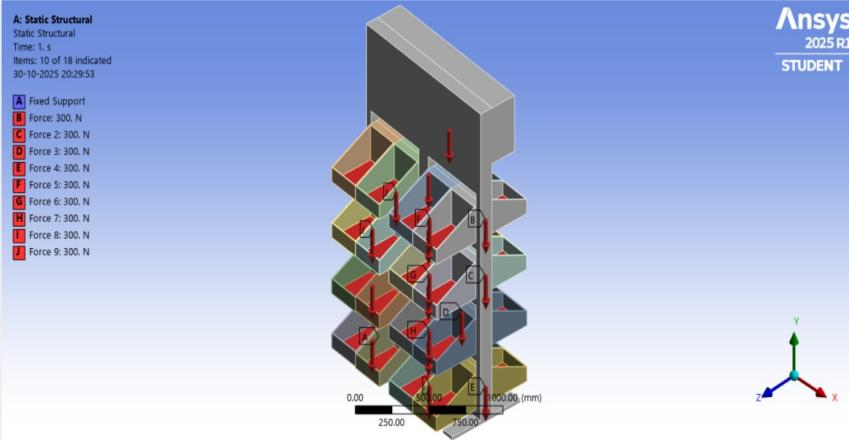 A: Static Structural
Static Structural
Time: 1. s
Items: 10 of 18 indicated
30-10-2025 20:29:53
A Fixed Support
B Force: 300. N
C Force 2: 300. N
D Force 3: 300. N
E Force 4: 300. N
F Force 5: 300. N
G Force 6: 300. N
H Force 7: 300. N
I Force 8: 300. N
J Force 9: 300. N
Ansys
2025 R1
STUDENT
B
G
C
D
H
A
E
0.00
500.00
1000.00 (mm)
250.00
750.00
Y
Z
X